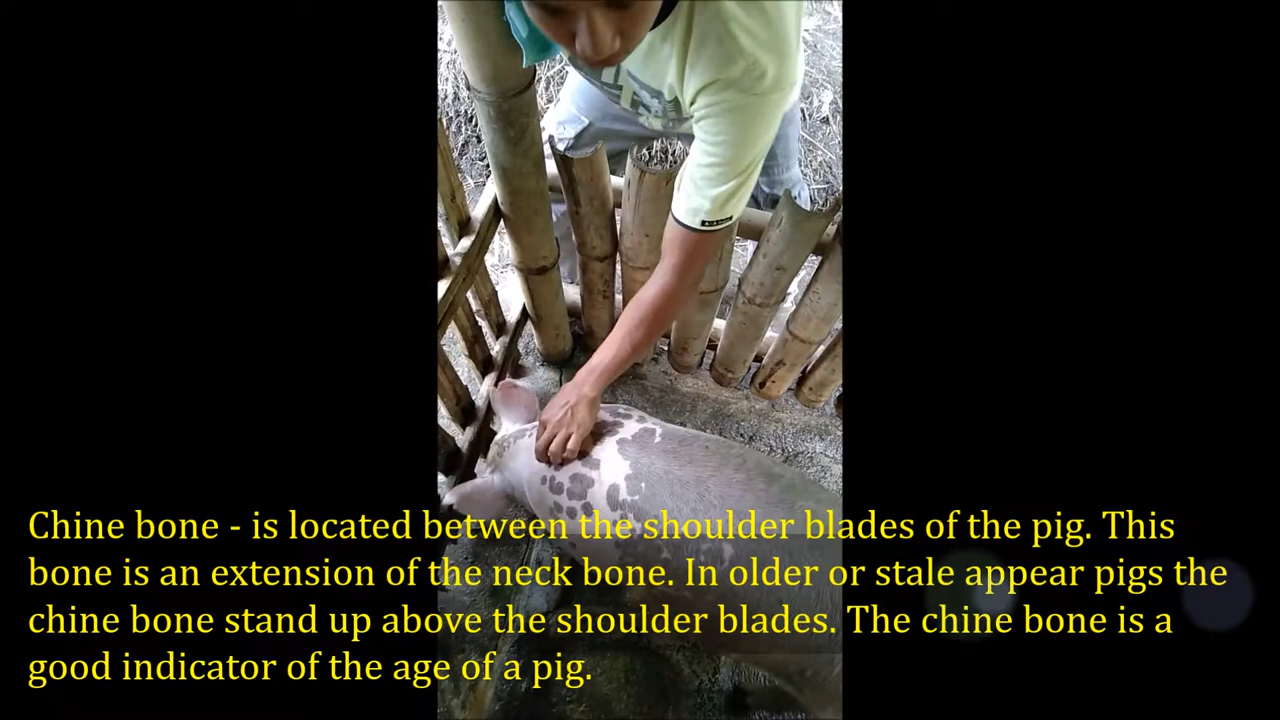 Chine bone - is located between the shoulder blades of the pig. This
bone is an extension of the neck bone. In older or stale appear pigs the
chine bone stand up above the shoulder blades. The chine bone is a
good indicator of the age of a pig.